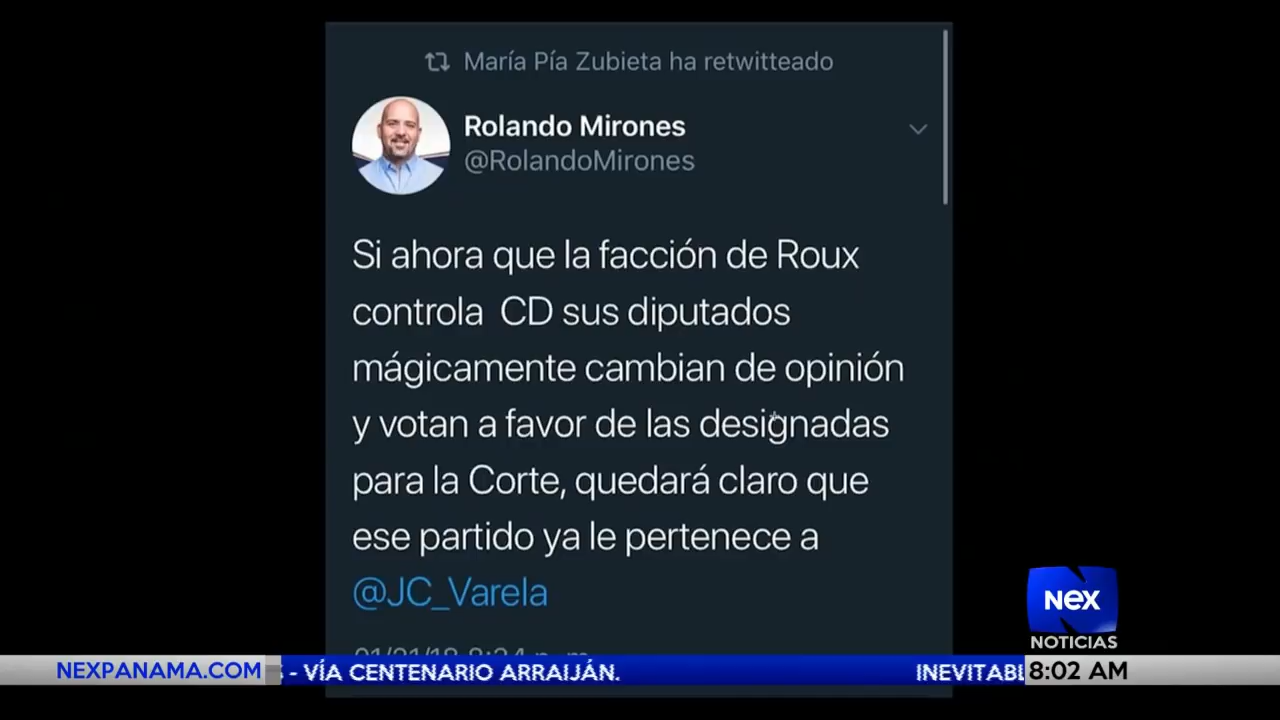 María Pía Zubieta ha retwitteado
Rolando Mirones
@RolandoMirones
Si ahora que la facción de Roux
controla CD sus diputados
mágicamente cambian de opinión
y votan a favor de las designadas
para la Corte, quedará claro que
ese partido ya le pertenece a
@JC_Varela
nex
NOTICIAS
NEXPANAMA.COM
- VÍA CENTENARIO ARRAIJÁN.
INEVITABL
8:02 AM